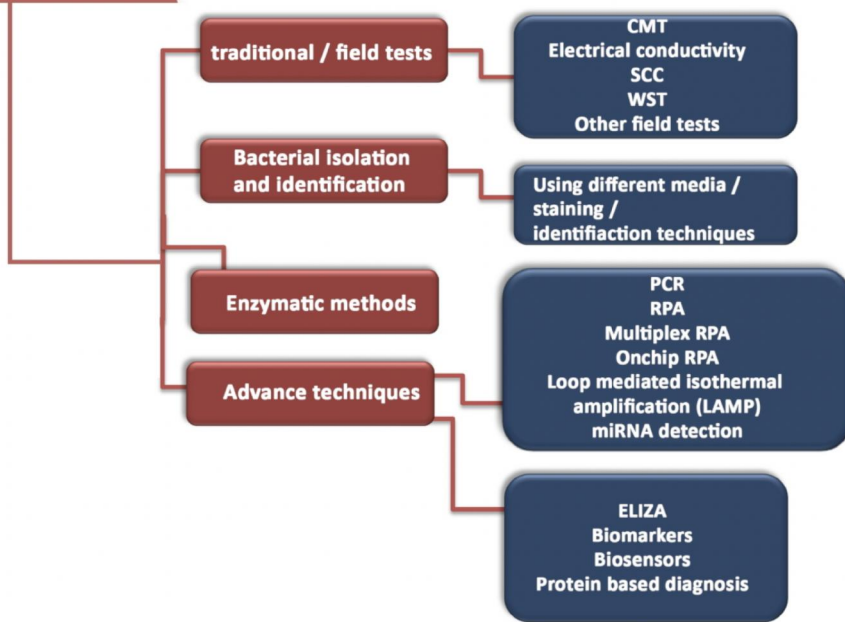 traditional / field tests
CMT
Electrical conductivity
SCC
WST
Other field tests
Bacterial isolation
and identification
Using different media /
staining /
identifiaction techniques
Enzymatic methods
Advance techniques
PCR
RPA
Multiplex RPA
Onchip RPA
Loop mediated isothermal
amplification (LAMP)
miRNA detection
ELIZA
Biomarkers
Biosensors
Protein based diagnosis